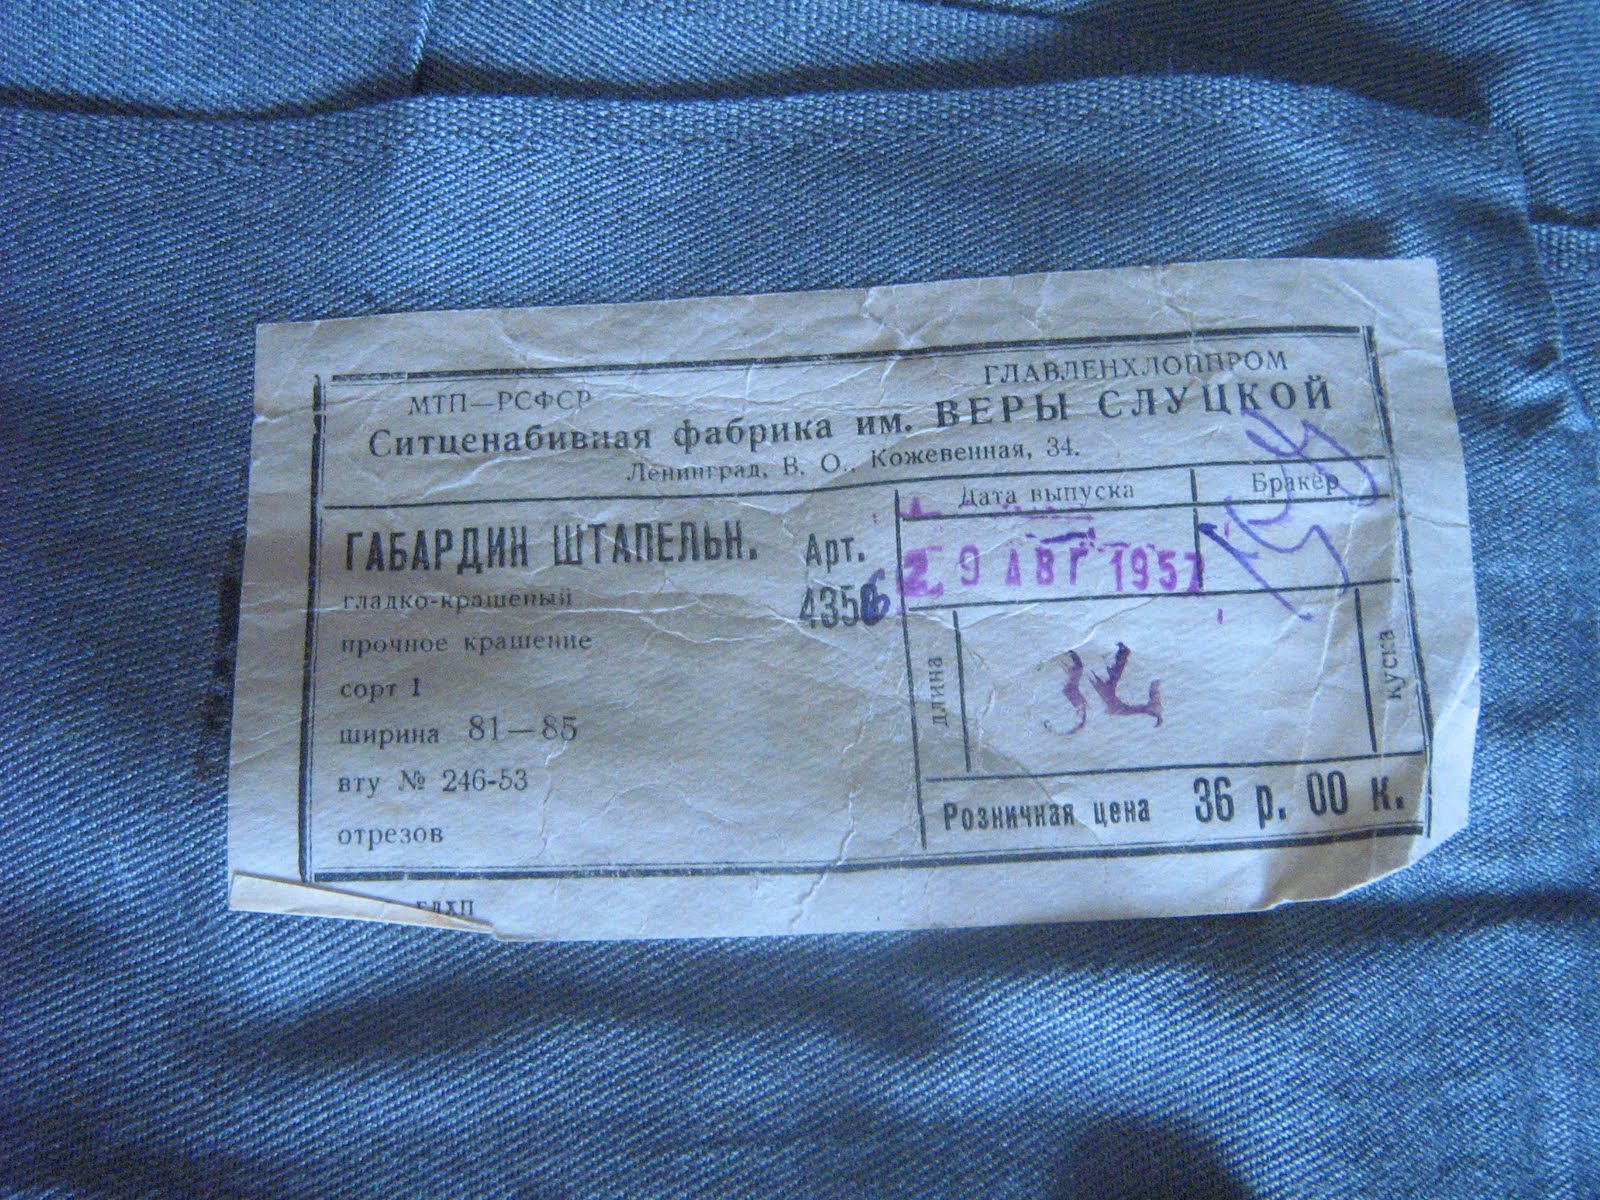 МТП—РСФСР ГЛАВЛЕНХЛОППРОМ
Ситценабивная фабрика им. ВЕРЫ СЛУЦКОЙ
Ленинград, В. О., Кожевенная, 34.
ГАБАРДИН ШТАПЕЛЬН. Арт.
4356
гладко-крашеный
прочное крашение
сорт 1
ширина 81—85
вту № 246-53
отрезов
Дата выпуска
29 АВГ 1957
Бракер
длина
куска
Розничная цена 36 р. 00 к.
ГЛХП